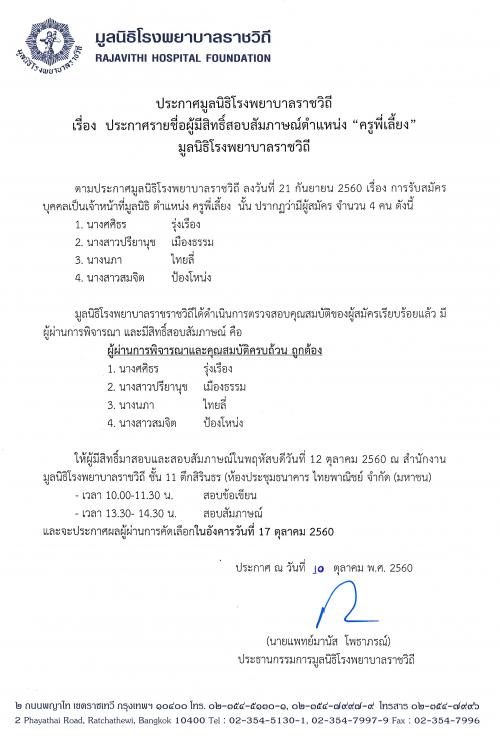 มูลนิธิโรงพยาบาลราชวิถี
RAJAVITHI HOSPITAL FOUNDATION
มูลนิธิโรงพยาบาลราชวิถี
ประกาศมูลนิธิโรงพยาบาลราชวิถี
เรื่อง ประกาศรายชื่อผู้มีสิทธิ์สอบสัมภาษณ์ตำแหน่ง “ครูพี่เลี้ยง”
มูลนิธิโรงพยาบาลราชวิถี
ตามประกาศมูลนิธิโรงพยาบาลราชวิถี ลงวันที่ 21 กันยายน 2560 เรื่อง การรับสมัคร
บุคคลเป็นเจ้าหน้าที่มูลนิธิ ตำแหน่ง ครูพี่เลี้ยง นั้น ปรากฏว่ามีผู้สมัคร จำนวน 4 คน ดังนี้
1. นางศศิธร รุ่งเรือง
2. นางสาวปรียานุช เมืองธรรม
3. นางนภา ไทยลี่
4. นางสาวสมจิต ป้องโหน่ง
มูลนิธิโรงพยาบาลราชราชวิถีได้ดำเนินการตรวจสอบคุณสมบัติของผู้สมัครเรียบร้อยแล้ว มี
ผู้ผ่านการพิจารณา และมีสิทธิ์สอบสัมภาษณ์ คือ
ผู้ผ่านการพิจารณาและคุณสมบัติครบถ้วน ถูกต้อง
1. นางศศิธร รุ่งเรือง
2. นางสาวปรียานุช เมืองธรรม
3. นางนภา ไทยลี่
4. นางสาวสมจิต ป้องโหน่ง
ให้ผู้มีสิทธิ์มาสอบและสอบสัมภาษณ์ในพฤหัสบดีวันที่ 12 ตุลาคม 2560 ณ สำนักงาน
มูลนิธิโรงพยาบาลราชวิถี ชั้น 11 ตึกสิรินธร (ห้องประชุมธนาคาร ไทยพาณิชย์ จำกัด (มหาชน)
- เวลา 10.00-11.30 น. สอบข้อเขียน
- เวลา 13.30- 14.30 น. สอบสัมภาษณ์
และจะประกาศผลผู้ผ่านการคัดเลือกในอังคารวันที่ 17 ตุลาคม 2560
ประกาศ ณ วันที่ 10 ตุลาคม พ.ศ. 2560
(นายแพทย์มานัส โพธาภรณ์)
ประธานกรรมการมูลนิธิโรงพยาบาลราชวิถี
๒ ถนนพญาไท เขตราชเทวี กรุงเทพฯ ๑๐๔๐๐ โทร. ๐๒-๓๕๔-๕๑๓๐-๑, ๐๒-๓๕๔-๗๙๙๗-๙ โทรสาร ๐๒-๓๕๔-๗๙๙๖
2 Phayathai Road, Ratchathewi, Bangkok 10400 Tel : 02-354-5130-1, 02-354-7997-9 Fax : 02-354-7996